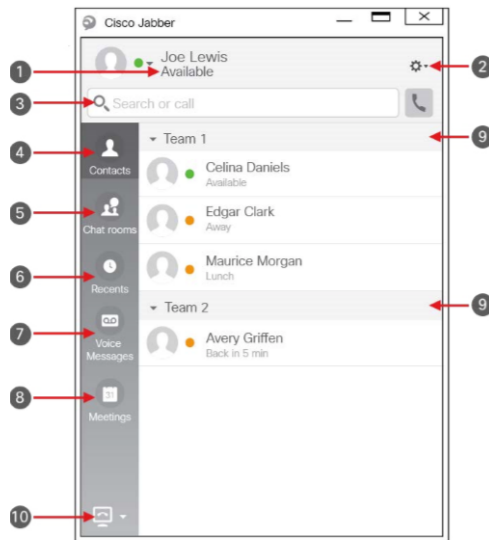 Cisco Jabber
Joe Lewis
1
Available
2
3
Search or call
4
Contacts
Team 1
9
Celina Daniels
Available
5
Chat rooms
Edgar Clark
Away
6
Recents
Maurice Morgan
Lunch
Team 2
9
7
Voice
Messages
Avery Griffen
Back in 5 min
8
31
Meetings
10